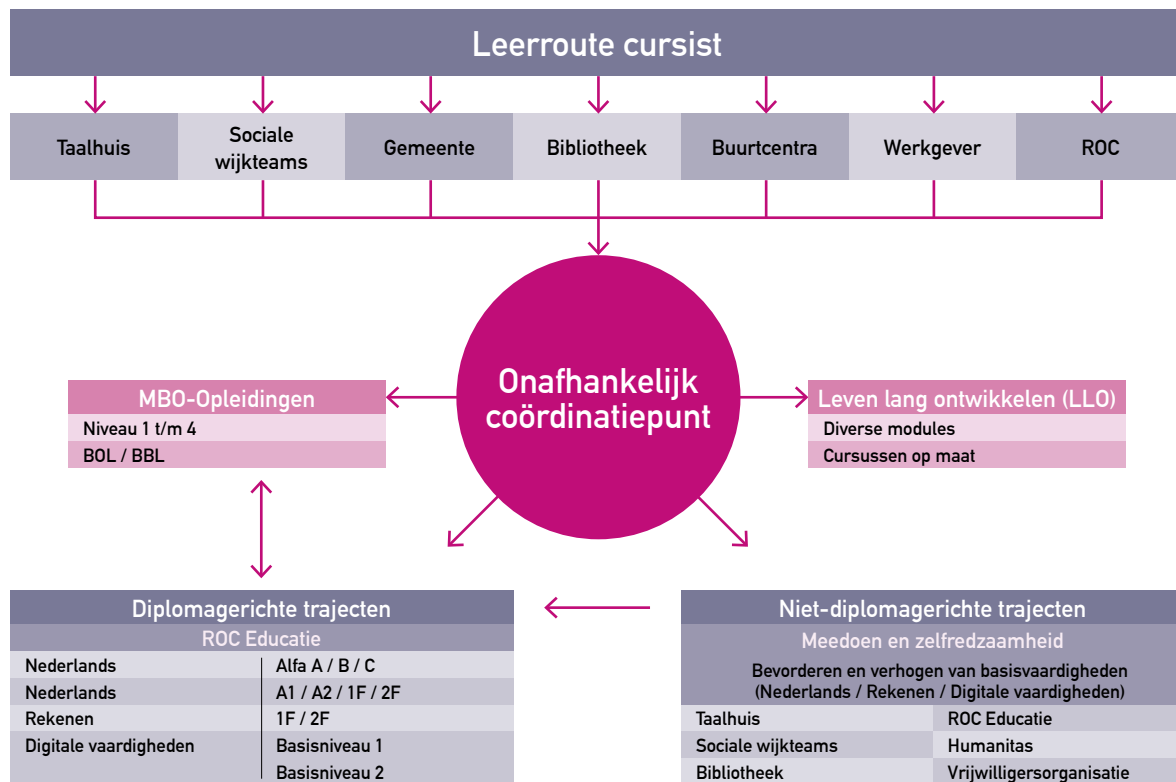 Leerroute cursist
Taalhuis
Sociale
wijkteams
Gemeente
Bibliotheek
Buurtcentra
Werkgever
ROC
Onafhankelijk
coördinatiepunt
MBO-Opleidingen
Niveau 1 t/m 4
BOL / BBL
Leven lang ontwikkelen (LLO)
Diverse modules
Cursussen op maat
Diplomagerichte trajecten
ROC Educatie
Nederlands Alfa A / B / C
Nederlands A1 / A2 / 1F / 2F
Rekenen 1F / 2F
Digitale vaardigheden Basisniveau 1
Basisniveau 2
Niet-diplomagerichte trajecten
Meedoen en zelfredzaamheid
Bevorderen en verhogen van basisvaardigheden
(Nederlands / Rekenen / Digitale vaardigheden)
Taalhuis ROC Educatie
Sociale wijkteams Humanitas
Bibliotheek Vrijwilligersorganisatie